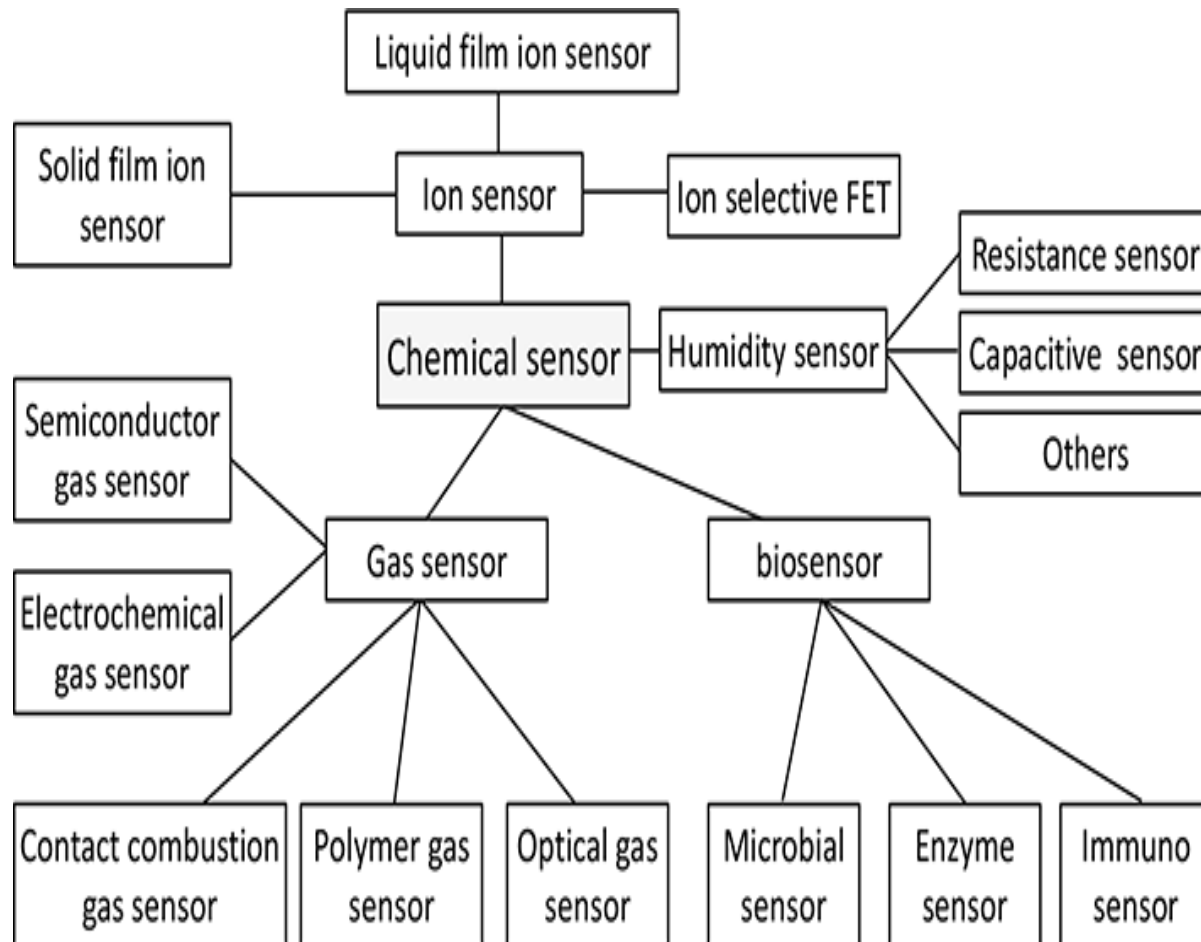 Liquid film ion sensor
Solid film ion
sensor
Ion sensor
Ion selective FET
Resistance sensor
Chemical sensor
Humidity sensor
Capacitive sensor
Others
Semiconductor
gas sensor
Gas sensor
biosensor
Electrochemical
gas sensor
Contact combustion
gas sensor
Polymer gas
sensor
Optical gas
sensor
Microbial
sensor
Enzyme
sensor
Immuno
sensor